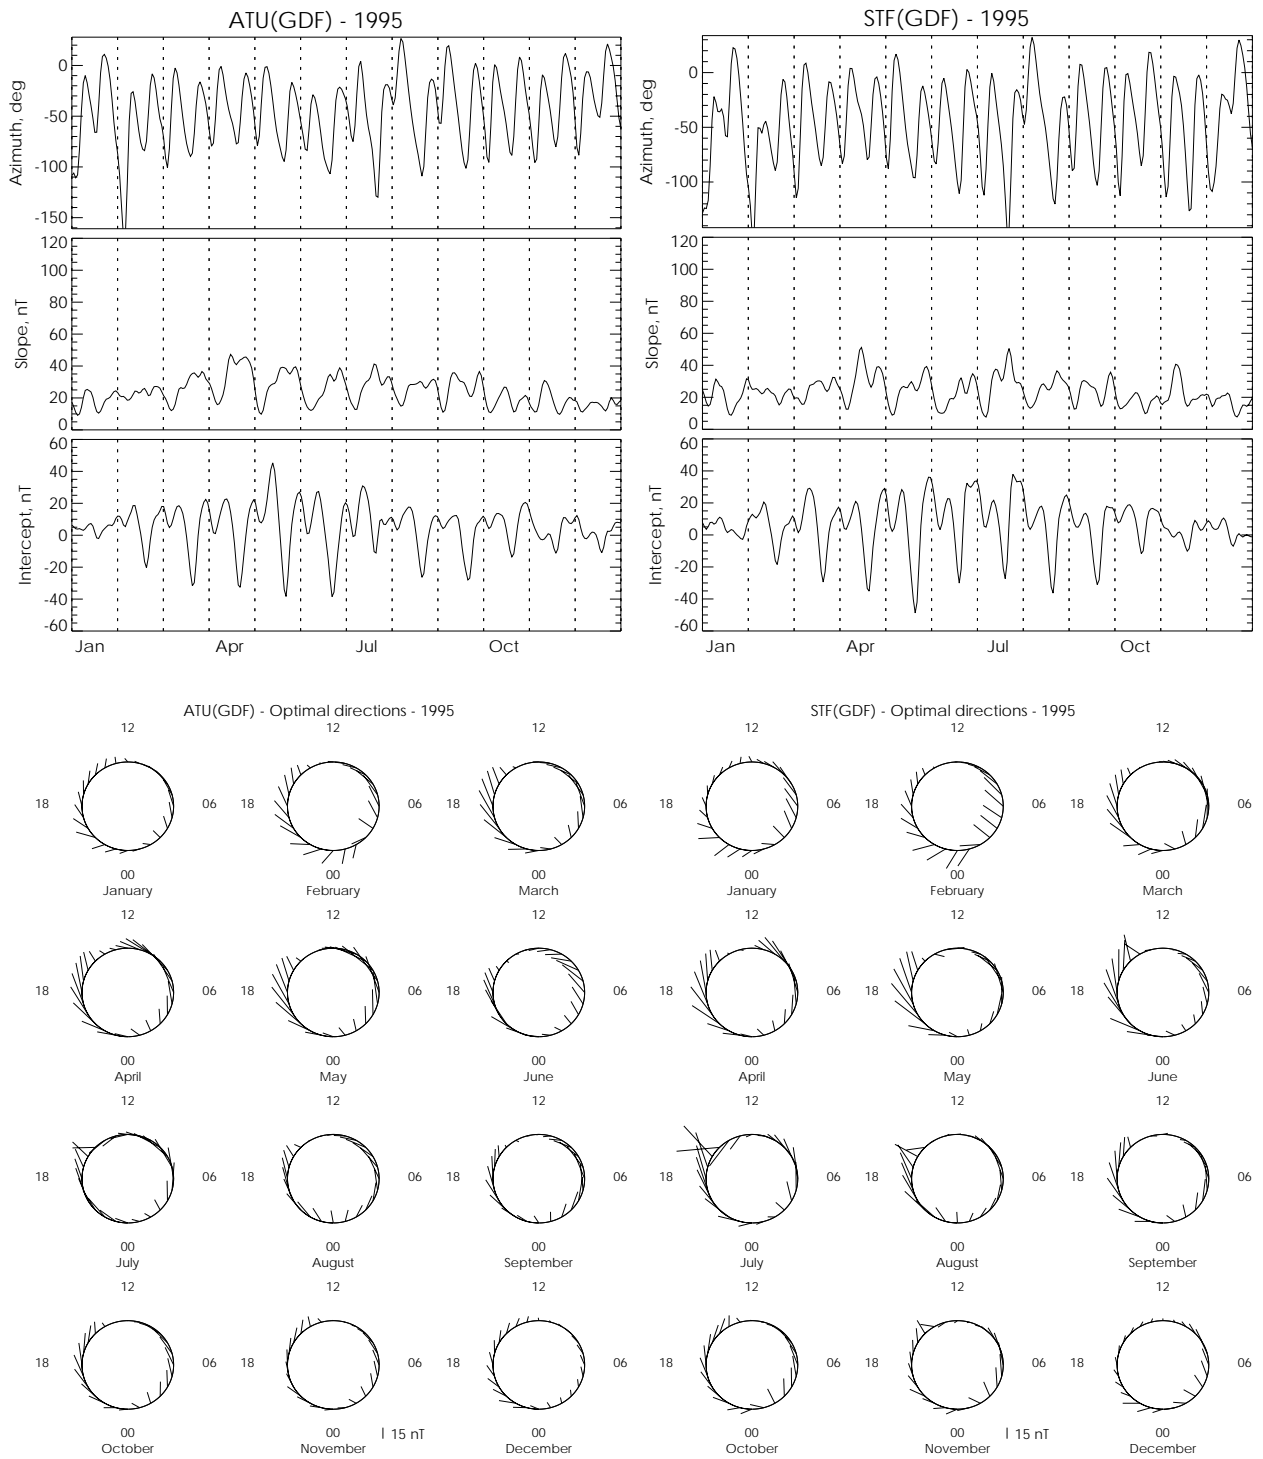 ATU(GDF) - 1995
STF(GDF) - 1995
Azimuth, deg
0
-50
-100
-150
Azimuth, deg
0
-50
-100
Slope, nT
120
100
80
60
40
20
0
Slope, nT
120
100
80
60
40
20
0
Intercept, nT
60
40
20
0
-20
-40
-60
Intercept, nT
60
40
20
0
-20
-40
-60
Jan Apr Jul Oct
Jan Apr Jul Oct
ATU(GDF) - Optimal directions - 1995
STF(GDF) - Optimal directions - 1995
12 12 12 12 12 12
18 06 18 06 18 06 18 06 18 06 18 06
00 00 00 00 00 00
January February March January February March
12 12 12 12 12 12
18 06 18 06 18 06 18 06 18 06 18 06
00 00 00 00 00 00
April May June April May June
12 12 12 12 12 12
18 06 18 06 18 06 18 06 18 06 18 06
00 00 00 00 00 00
July August September July August September
12 12 12 12 12 12
18 06 18 06 18 06 18 06 18 06 18 06
00 00 15 nT 00 00 00 15 nT 00
October November December October November December